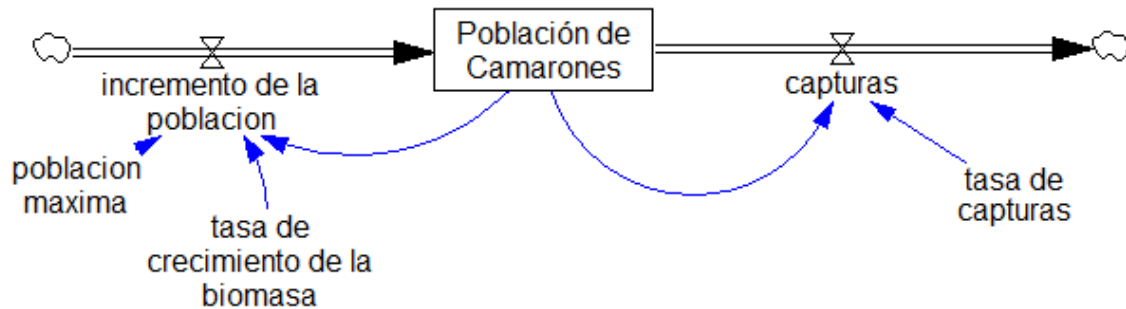 Población de
Camarones
incremento de la
poblacion
capturas
poblacion
maxima
tasa de
crecimiento de la
biomasa
tasa de
capturas